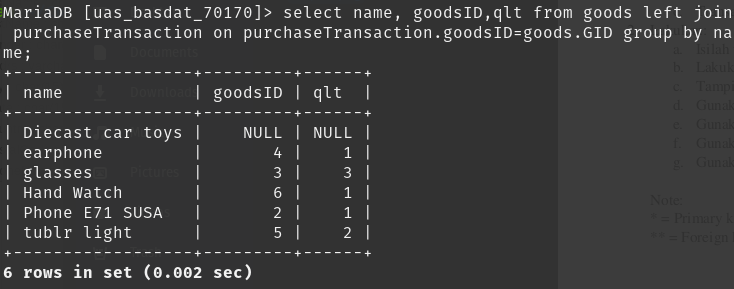 MariaDB [uas_basdat_70170]> select name, goodsID,qlt from goods left join
purchaseTransaction on purchaseTransaction.goodsID=goods.GID group by na
me;
+-----------------+---------+------+
| name            | goodsID | qlt  |
+-----------------+---------+------+
| Diecast car toys |    NULL | NULL |
| earphone        |       4 |    1 |
| glasses         |       3 |    3 |
| Hand Watch      |       6 |    1 |
| Phone E71 SUSA  |       2 |    1 |
| tublr light     |       5 |    2 |
+-----------------+---------+------+
6 rows in set (0.002 sec)
Documents
Pictures
a. Isilah
b. Lakuk
c. Tamp
d. Gunak
e. Gunak
f. Gunak
g. Gunak
Note:
* = Primary k
** = Foreign